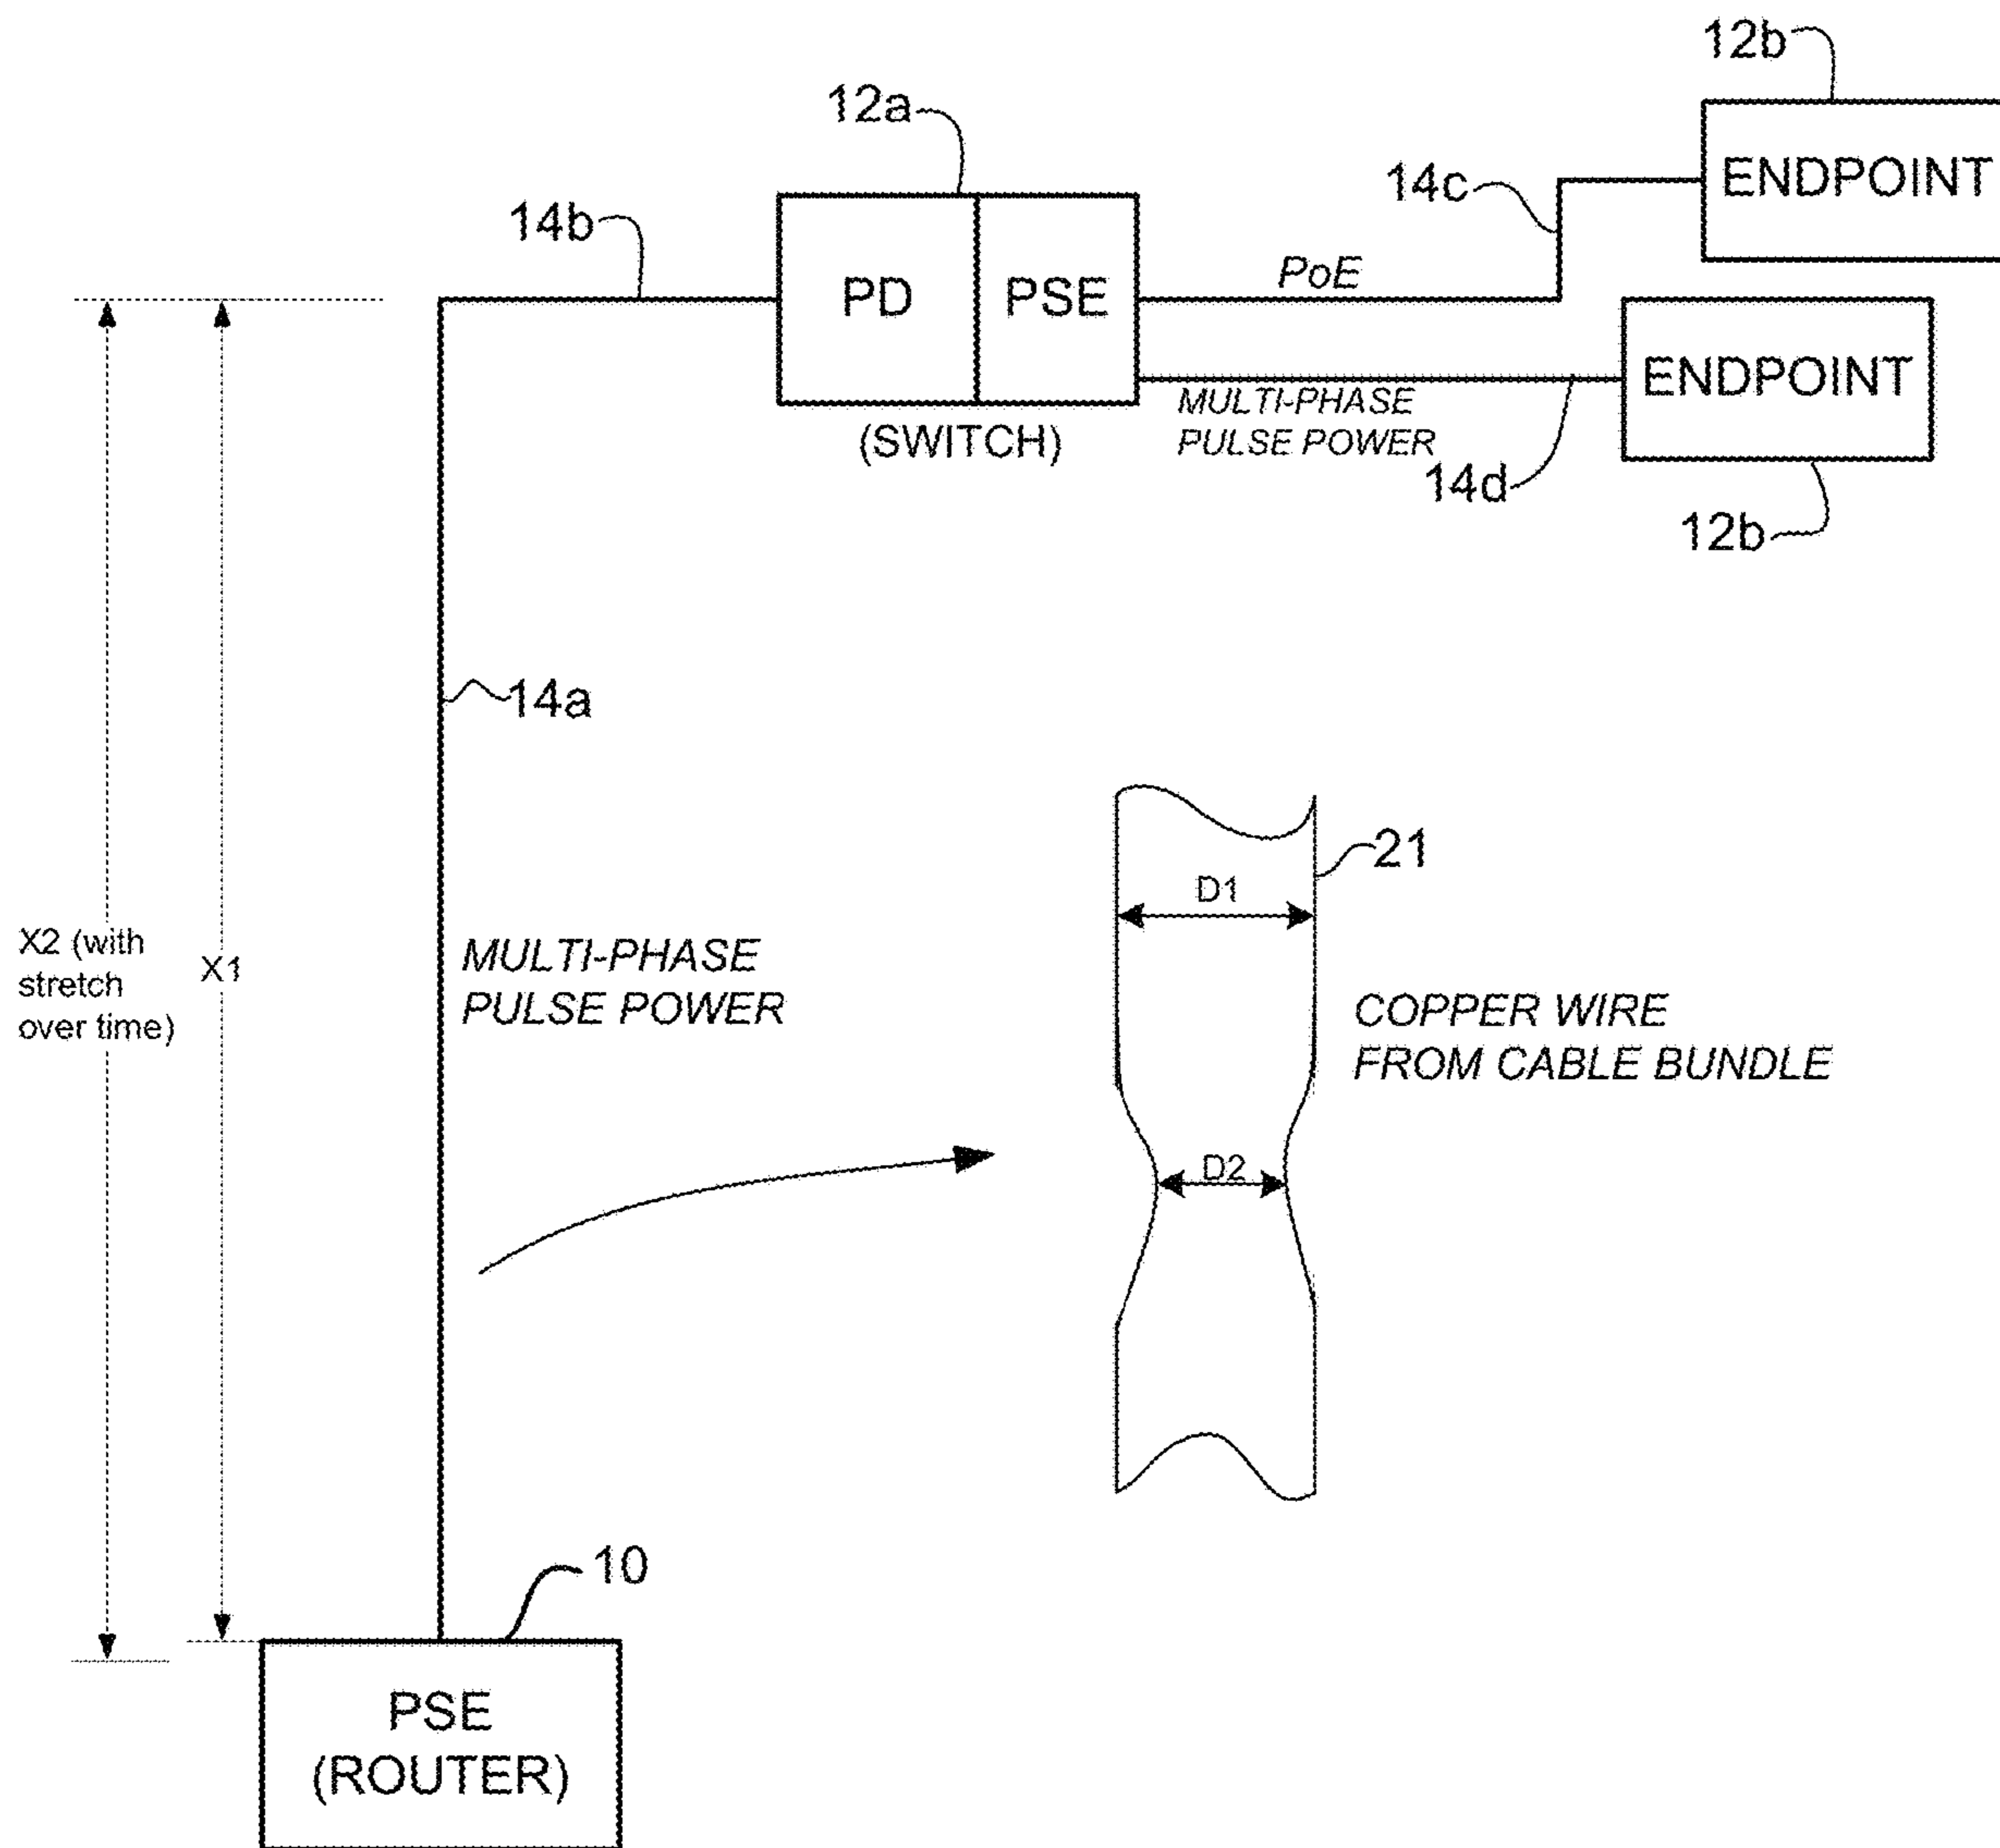 12b
12a
ENDPOINT
14c
14b
PoE
PD
PSE
ENDPOINT
MULTI-PHASE
PULSE POWER
(SWITCH)
14d
12b
14a
21
D1
X2 (with
stretch
over time)
X1
MULTI-PHASE
PULSE POWER
COPPER WIRE
FROM CABLE BUNDLE
D2
10
PSE
(ROUTER)